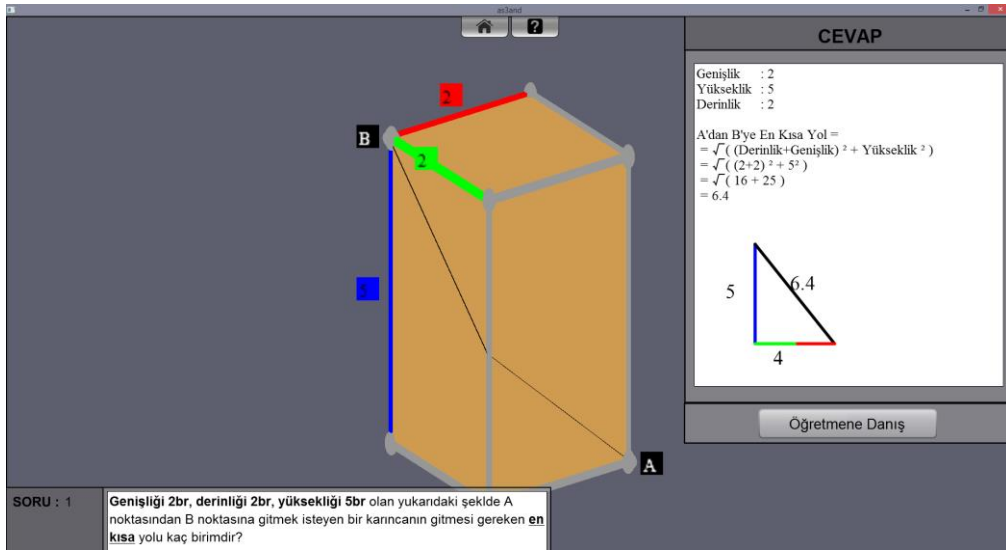 as3and
?
CEVAP
Genişlik : 2
Yükseklik : 5
Derinlik : 2
A'dan B'ye En Kısa Yol =
= √( (Derinlik+Genişlik) ² + Yükseklik ² )
= √( (2+2) ² + 5² )
= √( 16 + 25 )
= 6.4
5
6.4
4
Öğretmene Danış
2
B
2
5
A
SORU : 1
Genişliği 2br, derinliği 2br, yüksekliği 5br olan yukarıdaki şeklde A
noktasından B noktasına gitmek isteyen bir karıncanın gitmesi gereken en
kısa yolu kaç birimdir?